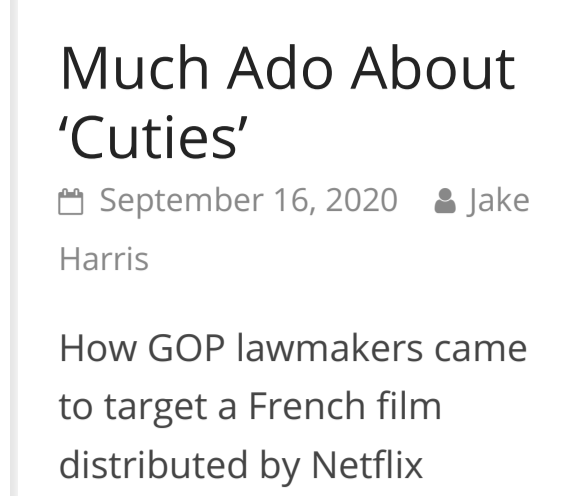 Much Ado About
‘Cuties’
September 16, 2020 Jake
Harris
How GOP lawmakers came
to target a French film
distributed by Netflix